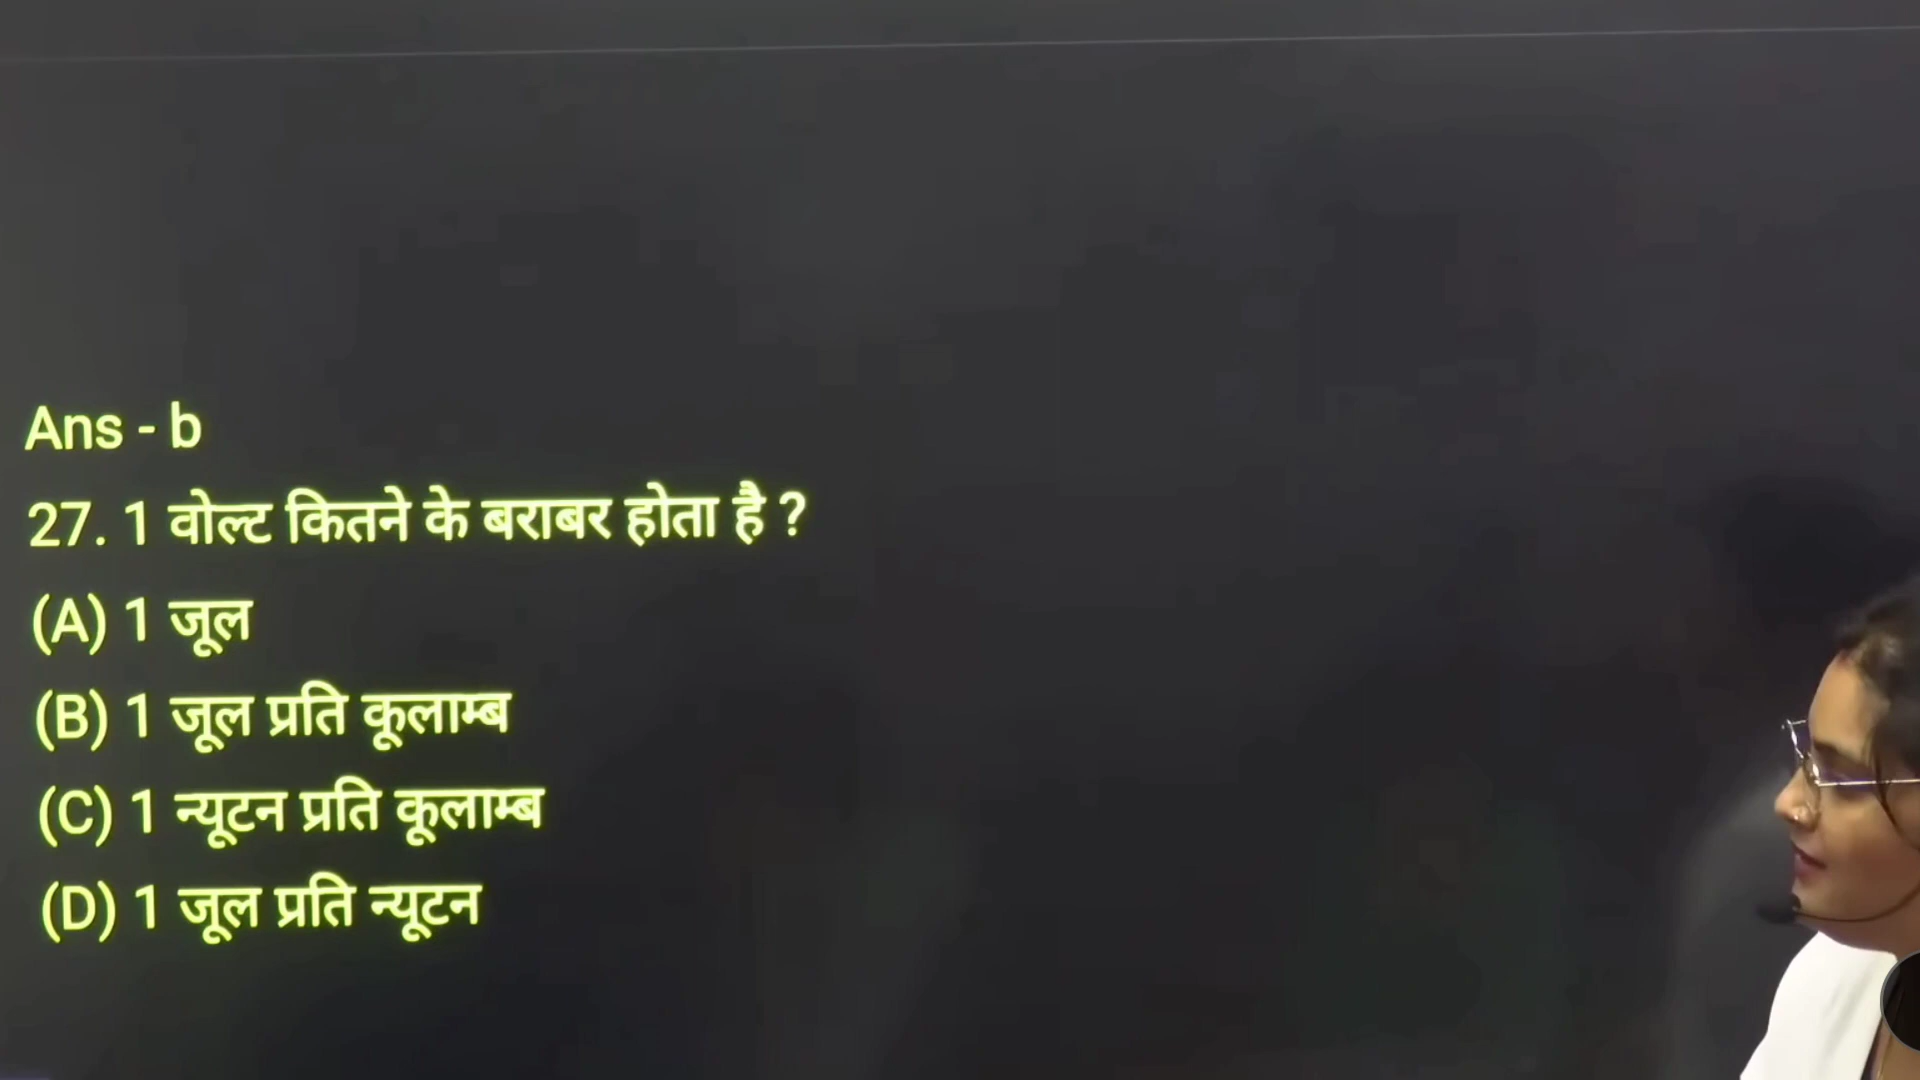 Ans - b
27. 1 वोल्ट कितने के बराबर होता है ?
(A) 1 जूल
(B) 1 जूल प्रति कूलाम्ब
(C) 1 न्यूटन प्रति कूलाम्ब
(D) 1 जूल प्रति न्यूटन